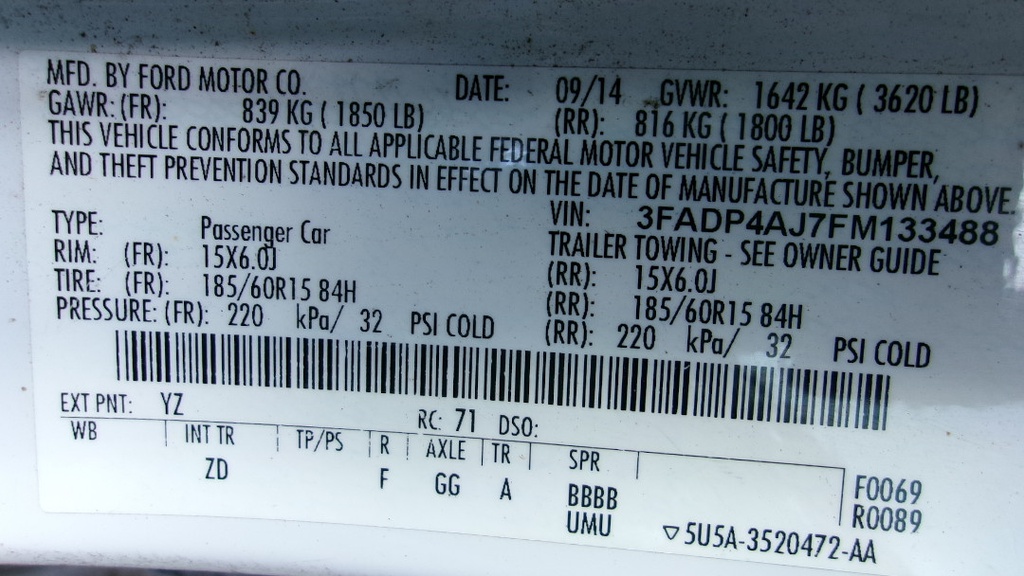 MFD. BY FORD MOTOR CO. DATE: 09/14 GVWR: 1642 KG ( 3620 LB)
GAWR: (FR): 839 KG ( 1850 LB) (RR): 816 KG ( 1800 LB)
THIS VEHICLE CONFORMS TO ALL APPLICABLE FEDERAL MOTOR VEHICLE SAFETY, BUMPER,
AND THEFT PREVENTION STANDARDS IN EFFECT ON THE DATE OF MANUFACTURE SHOWN ABOVE.
VIN: 3FADP4AJ7FM133488
TYPE: Passenger Car TRAILER TOWING - SEE OWNER GUIDE
RIM: (FR): 15X6.0J (RR): 15X6.0J
TIRE: (FR): 185/60R15 84H (RR): 185/60R15 84H
PRESSURE: (FR): 220 kPa/ 32 PSI COLD (RR): 220 kPa/ 32 PSI COLD
EXT PNT: YZ RC: 71 DSO:
WB INT TR TP/PS R AXLE TR SPR
ZD F GG A BBBB F0069
UMU R0089
▽5U5A-3520472-AA